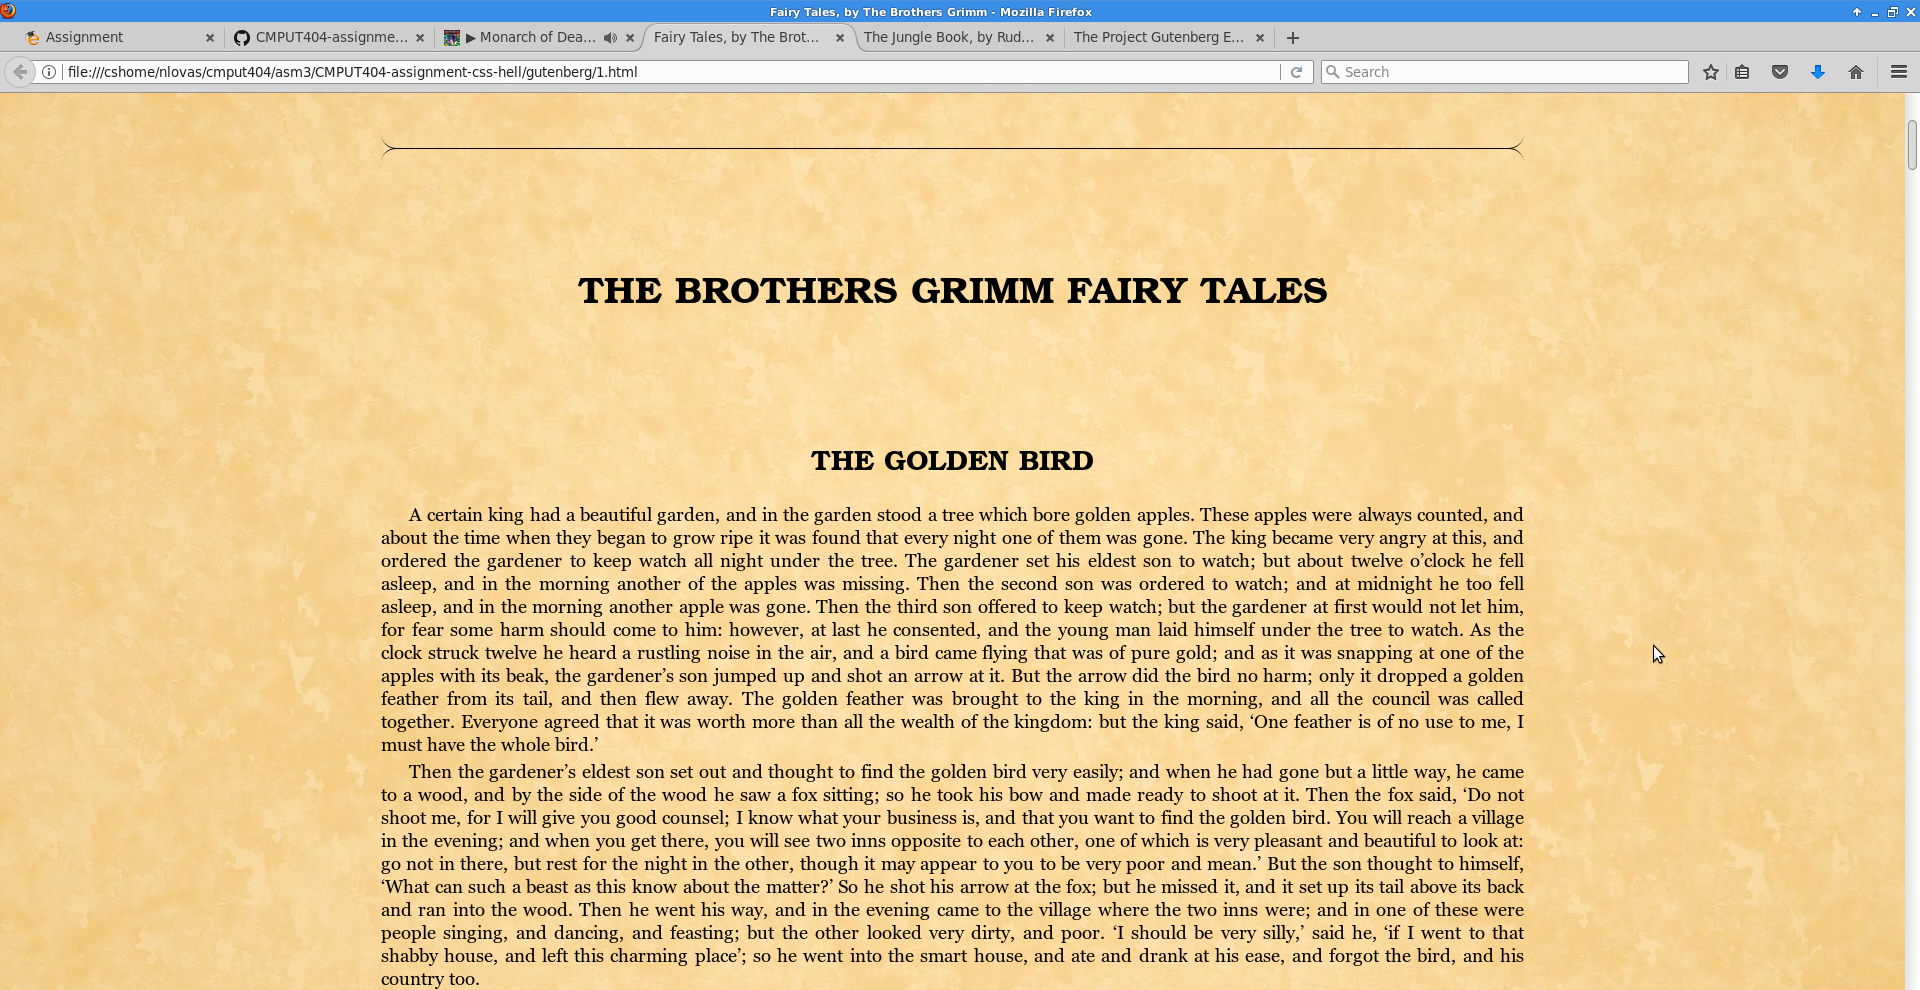 Fairy Tales, by The Brothers Grimm - Mozilla Firefox
Assignment
CMPUT404-assignme...
▶ Monarch of Dea...
Fairy Tales, by The Brot...
The Jungle Book, by Rud...
The Project Gutenberg E...
file:///cshome/nlovas/cmput404/asm3/CMPUT404-assignment-css-hell/gutenberg/1.html
Search
THE BROTHERS GRIMM FAIRY TALES
THE GOLDEN BIRD
A certain king had a beautiful garden, and in the garden stood a tree which bore golden apples. These apples were always counted, and
about the time when they began to grow ripe it was found that every night one of them was gone. The king became very angry at this, and
ordered the gardener to keep watch all night under the tree. The gardener set his eldest son to watch; but about twelve o’clock he fell
asleep, and in the morning another of the apples was missing. Then the second son was ordered to watch; and at midnight he too fell
asleep, and in the morning another apple was gone. Then the third son offered to keep watch; but the gardener at first would not let him,
for fear some harm should come to him: however, at last he consented, and the young man laid himself under the tree to watch. As the
clock struck twelve he heard a rustling noise in the air, and a bird came flying that was of pure gold; and as it was snapping at one of the
apples with its beak, the gardener’s son jumped up and shot an arrow at it. But the arrow did the bird no harm; only it dropped a golden
feather from its tail, and then flew away. The golden feather was brought to the king in the morning, and all the council was called
together. Everyone agreed that it was worth more than all the wealth of the kingdom: but the king said, ‘One feather is of no use to me, I
must have the whole bird.’
Then the gardener’s eldest son set out and thought to find the golden bird very easily; and when he had gone but a little way, he came
to a wood, and by the side of the wood he saw a fox sitting; so he took his bow and made ready to shoot at it. Then the fox said, ‘Do not
shoot me, for I will give you good counsel; I know what your business is, and that you want to find the golden bird. You will reach a village
in the evening; and when you get there, you will see two inns opposite to each other, one of which is very pleasant and beautiful to look at:
go not in there, but rest for the night in the other, though it may appear to you to be very poor and mean.’ But the son thought to himself,
‘What can such a beast as this know about the matter?’ So he shot his arrow at the fox; but he missed it, and it set up its tail above its back
and ran into the wood. Then he went his way, and in the evening came to the village where the two inns were; and in one of these were
people singing, and dancing, and feasting; but the other looked very dirty, and poor. ‘I should be very silly,’ said he, ‘if I went to that
shabby house, and left this charming place’; so he went into the smart house, and ate and drank at his ease, and forgot the bird, and his
country too.